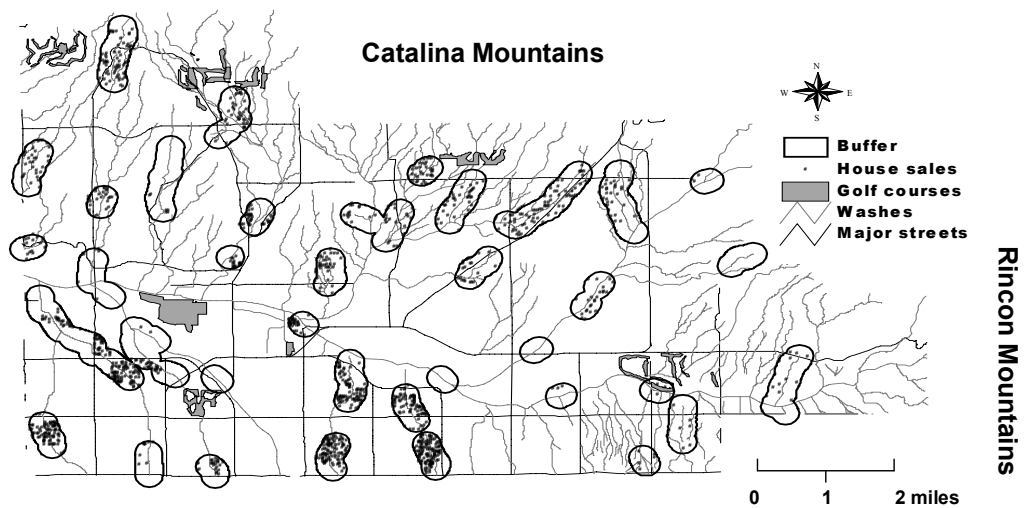 Catalina Mountains
N
W E
S
Buffer
House sales
Golf courses
Washes
Major streets
Rincon Mountains
0 1 2 miles